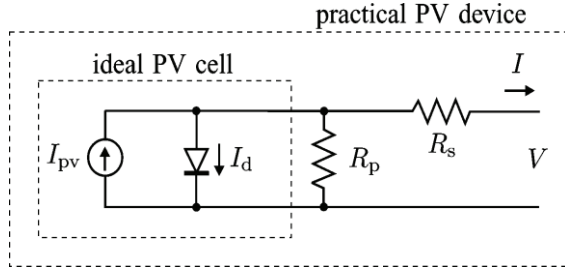 practical PV device
ideal PV cell
I
I_pv
I_d
R_p
R_s
V